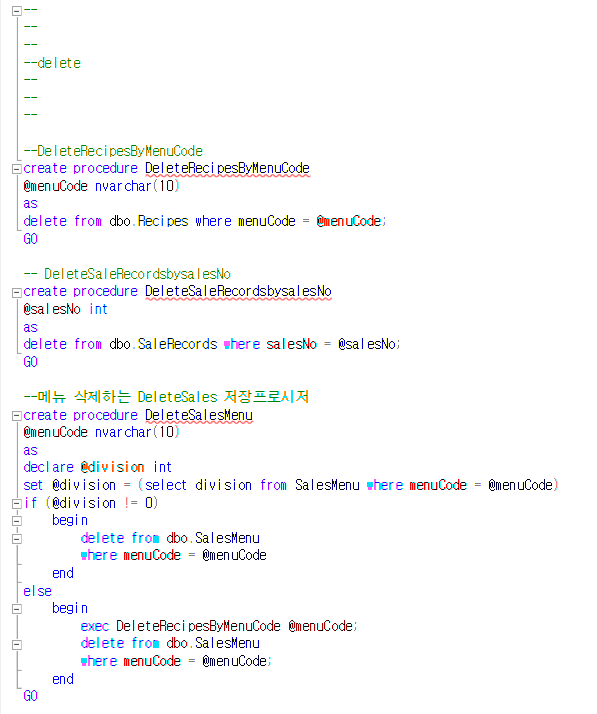 --
--
--
--delete
--
--
--
--DeleteRecipesByMenuCode
create procedure DeleteRecipesByMenuCode
@menuCode nvarchar(10)
as
delete from dbo.Recipes where menuCode = @menuCode;
GO
-- DeleteSaleRecordsbysalesNo
create procedure DeleteSaleRecordsbysalesNo
@salesNo int
as
delete from dbo.SaleRecords where salesNo = @salesNo;
GO
--메뉴 삭제하는 DeleteSales 저장프로시저
create procedure DeleteSalesMenu
@menuCode nvarchar(10)
as
declare @division int
set @division = (select division from SalesMenu where menuCode = @menuCode)
if (@division != 0)
begin
delete from dbo.SalesMenu
where menuCode = @menuCode
end
else
begin
exec DeleteRecipesByMenuCode @menuCode;
delete from dbo.SalesMenu
where menuCode = @menuCode;
end
GO